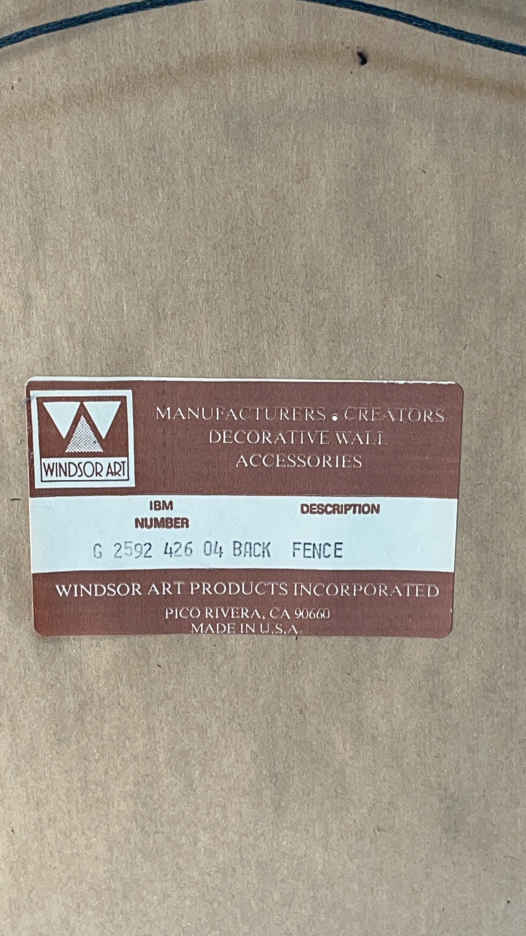 MANUFACTURERS • CREATORS
DECORATIVE WALL
ACCESSORIES
WINDSOR ART
IBM
NUMBER
DESCRIPTION
G 2592 426 04 BACK FENCE
WINDSOR ART PRODUCTS INCORPORATED
PICO RIVERA, CA 90660
MADE IN U.S.A.